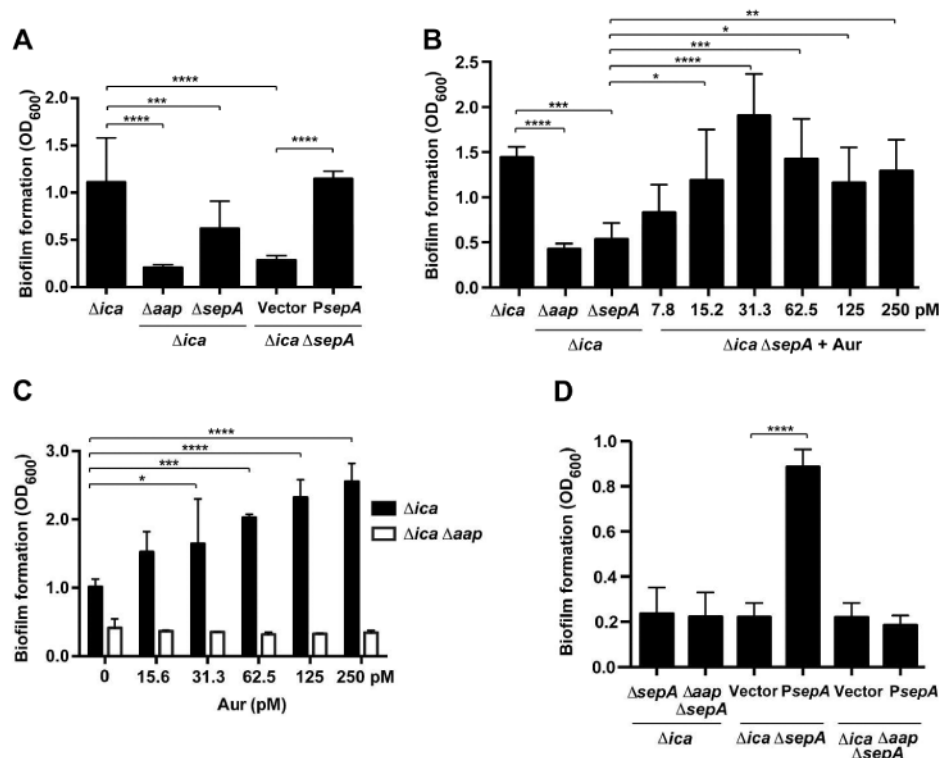 A
****
***
****
****
Biofilm formation (OD600)
2.0
1.5
1.0
0.5
0.0
Δica
Δaap
ΔsepA
Vector
PsepA
Δica
Δica ΔsepA
B
**
*
***
****
*
***
****
Biofilm formation (OD600)
2.5
2.0
1.5
1.0
0.5
0.0
Δica
Δaap
ΔsepA
7.8
15.2
31.3
62.5
125
250 pM
Δica
Δica ΔsepA + Aur
C
****
****
***
*
Biofilm formation (OD600)
3.0
2.0
1.0
0.0
0
15.6
31.3
62.5
125
250 pM
Aur (pM)
Δica
Δica Δaap
D
****
Biofilm formation (OD600)
1.0
0.8
0.6
0.4
0.2
0.0
ΔsepA
Δaap
ΔsepA
Vector
PsepA
Vector
PsepA
Δica
Δica ΔsepA
Δica Δaap
ΔsepA